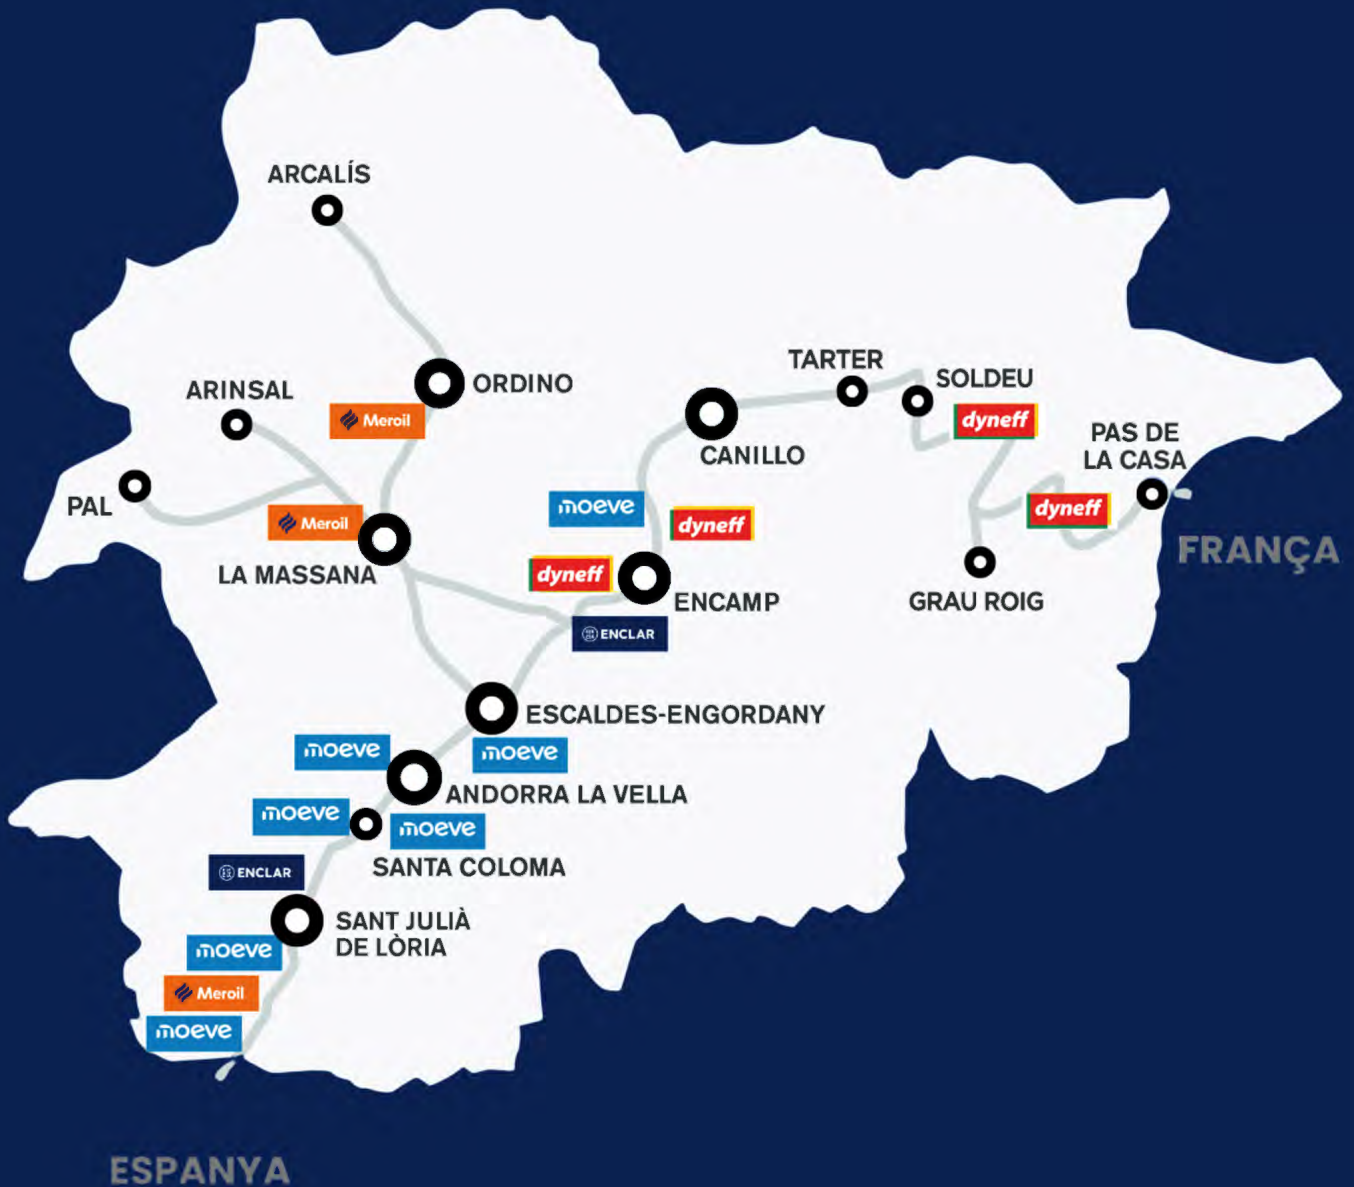 ARCALÍS
ORDINO
Meroil
ARINSAL
PAL
Meroil
LA MASSANA
TARTER
SOLDEU
dyneff
CANILLO
PAS DE
LA CASA
dyneff
FRANÇA
GRAU ROIG
moeve
dyneff
dyneff
ENCAMP
ENCLAR
ESCALDES-ENGORDANY
moeve
moeve
ANDORRA LA VELLA
moeve
moeve
SANTA COLOMA
ENCLAR
SANT JULIÀ
DE LÒRIA
moeve
Meroil
moeve
ESPANYA